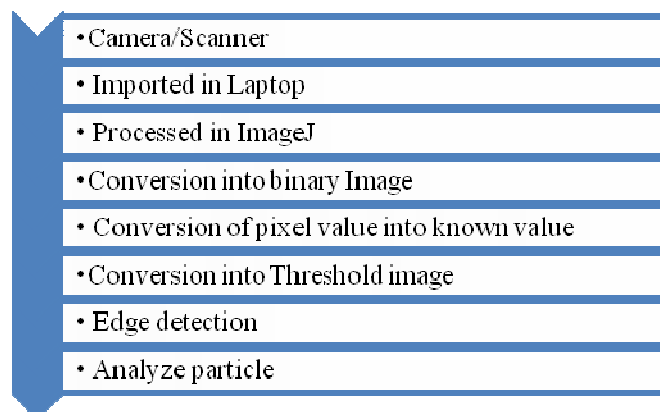 •Camera/Scanner
• Imported in Laptop
• Processed in ImageJ
•Conversion into binary Image
• Conversion of pixel value into known value
•Conversion into Threshold image
• Edge detection
• Analyze particle